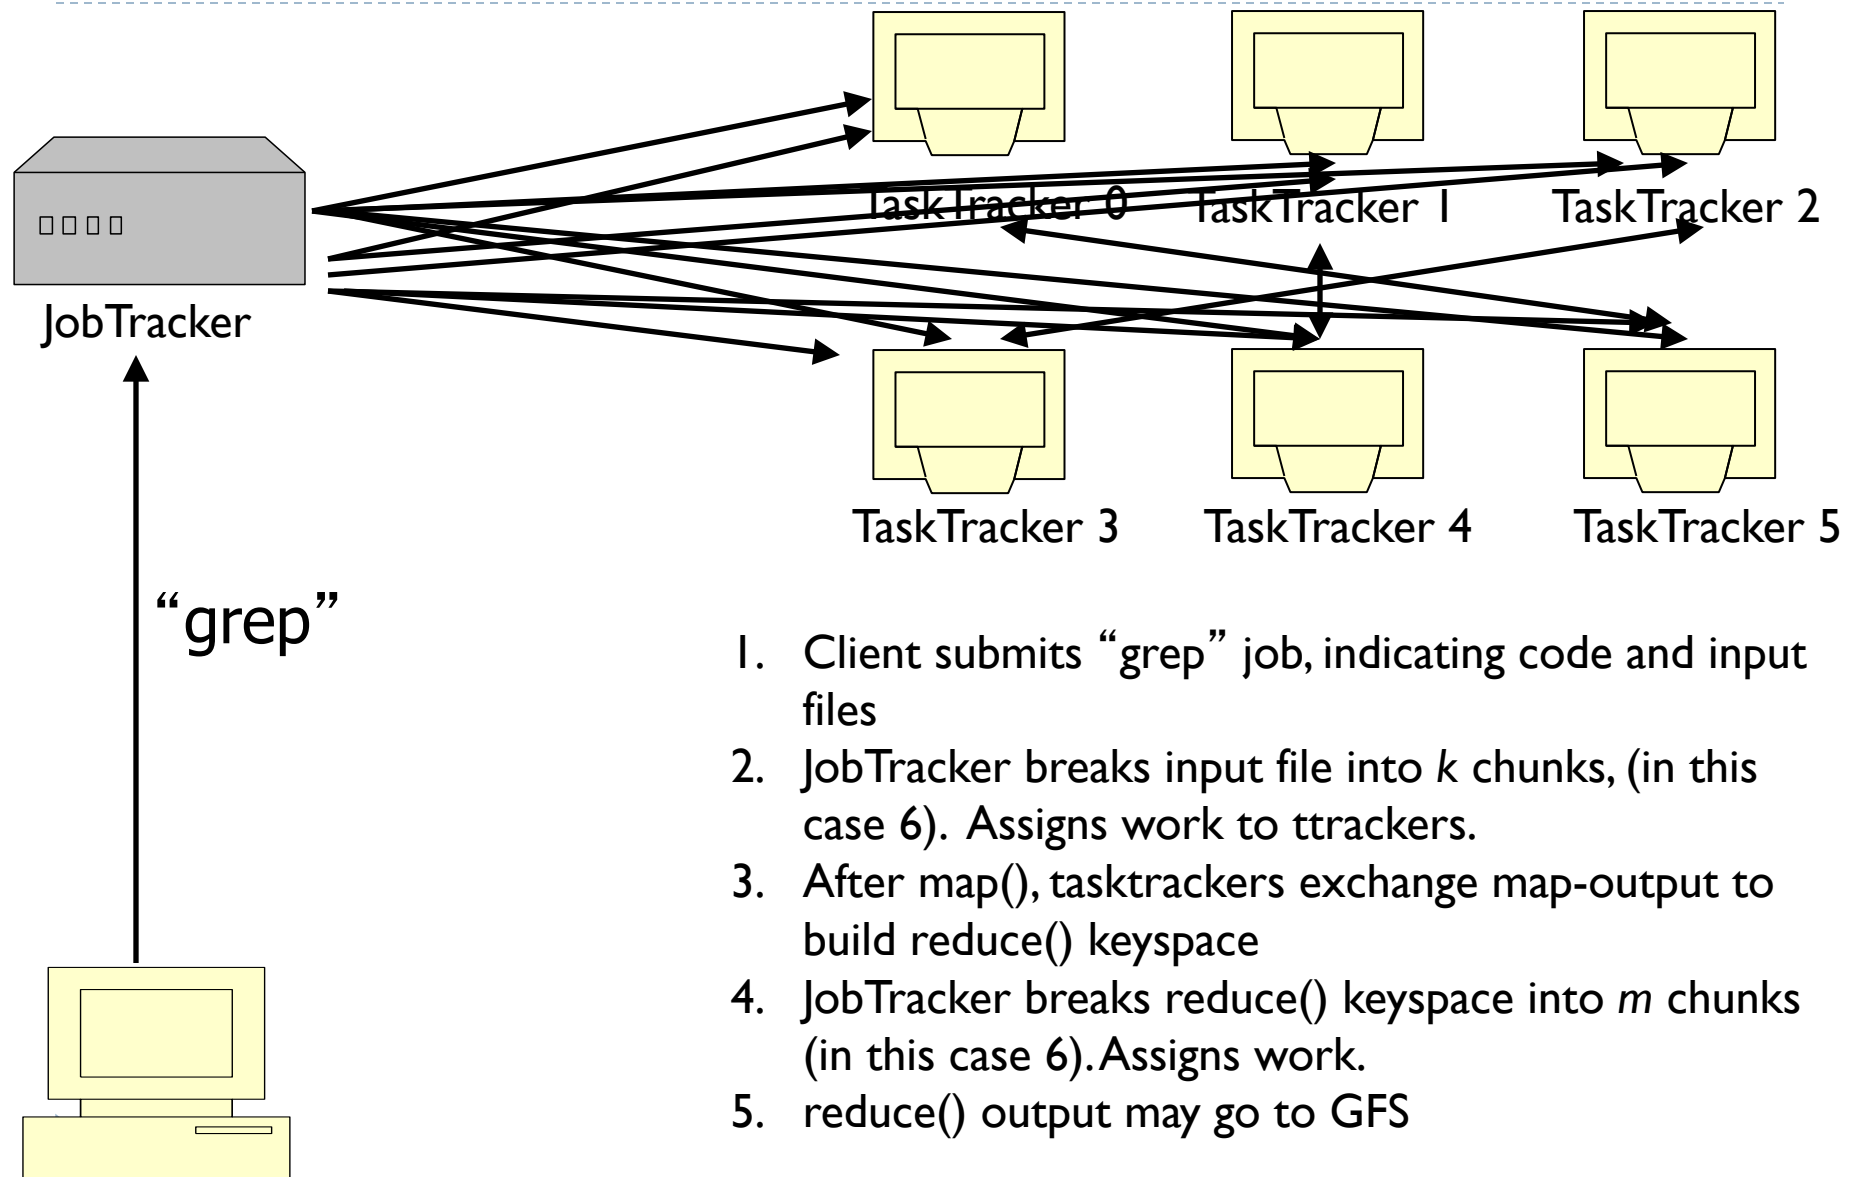 TaskTracker 0 TaskTracker 1 TaskTracker 2
JobTracker
TaskTracker 3 TaskTracker 4 TaskTracker 5
“grep”
1. Client submits “grep” job, indicating code and input
files
2. JobTracker breaks input file into k chunks, (in this
case 6). Assigns work to ttrackers.
3. After map(), tasktrackers exchange map-output to
build reduce() keyspace
4. JobTracker breaks reduce() keyspace into m chunks
(in this case 6). Assigns work.
5. reduce() output may go to GFS